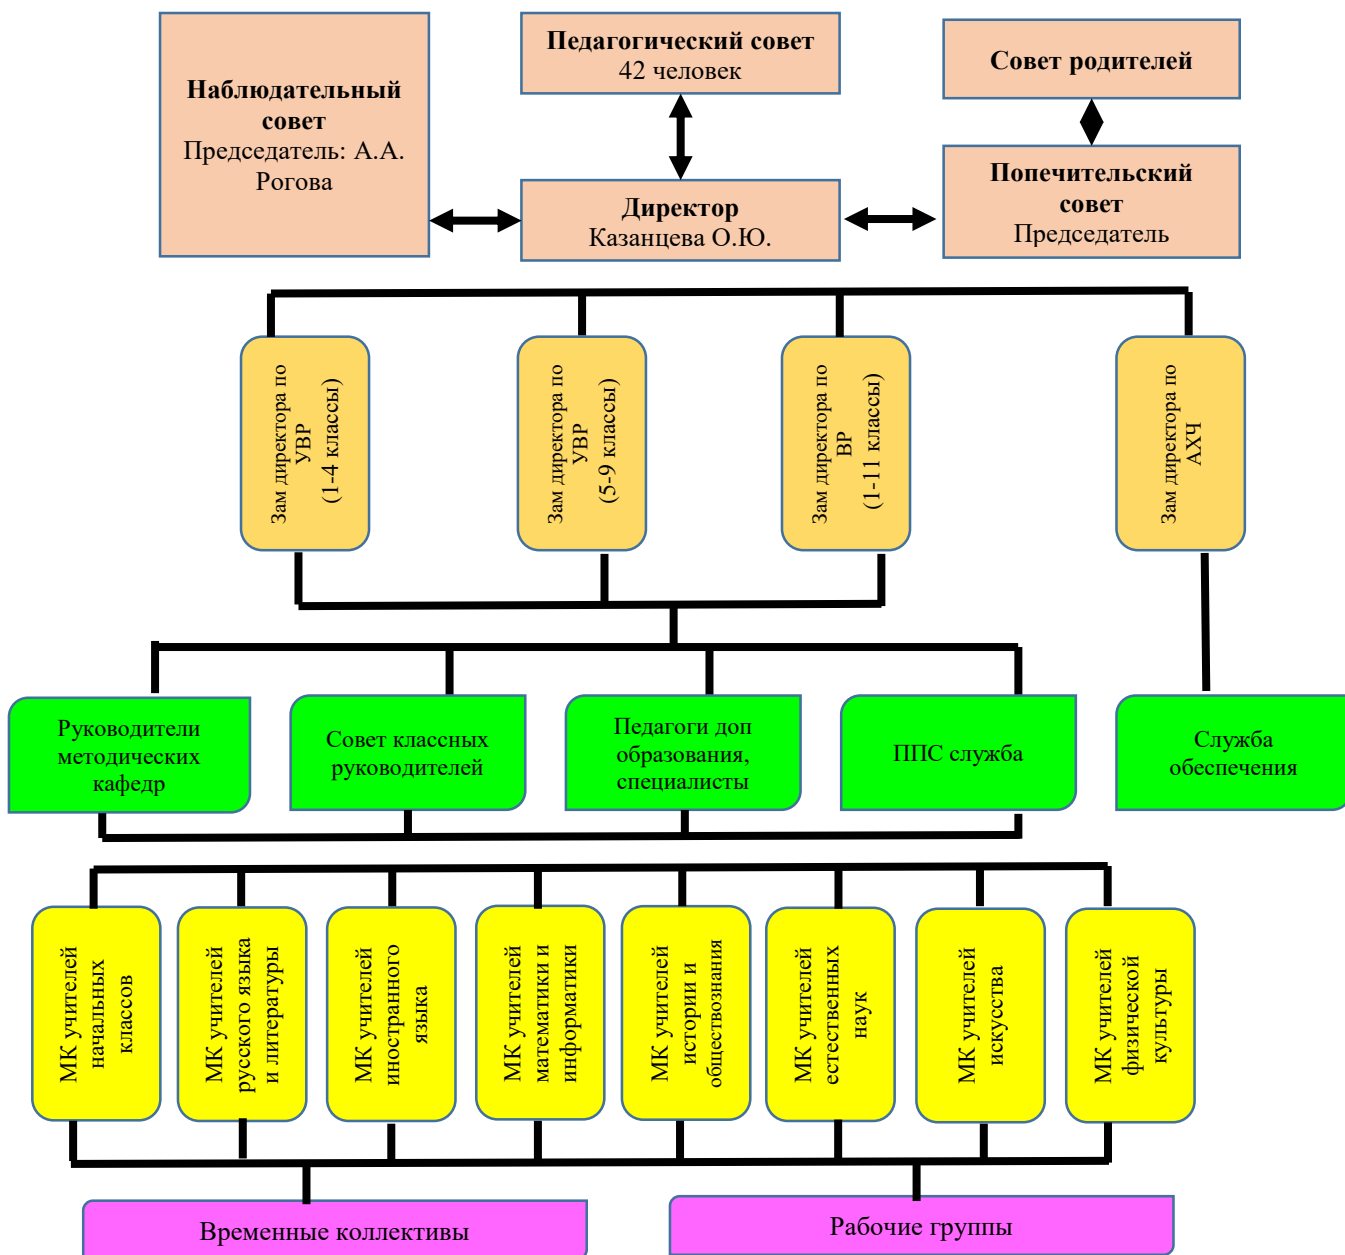 Наблюдательный
совет
Председатель: А.А.
Рогова
Педагогический совет
42 человек
Совет родителей
Директор
Казанцева О.Ю.
Попечительский
совет
Председатель
Зам директора по
УВР
(1-4 классы)
Зам директора по
УВР
(5-9 классы)
Зам директора по
ВР
(1-11 классы)
Зам директора по
АХЧ
Руководители
методических
кафедр
Совет классных
руководителей
Педагоги доп
образования,
специалисты
ППС служба
Служба
обеспечения
МК учителей
начальных
классов
МК учителей
русского языка
и литературы
МК учителей
иностранного
языка
МК учителей
математики и
информатики
МК учителей
истории и
обществознания
МК учителей
естественных
наук
МК учителей
искусства
МК учителей
физической
культуры
Временные коллективы
Рабочие группы